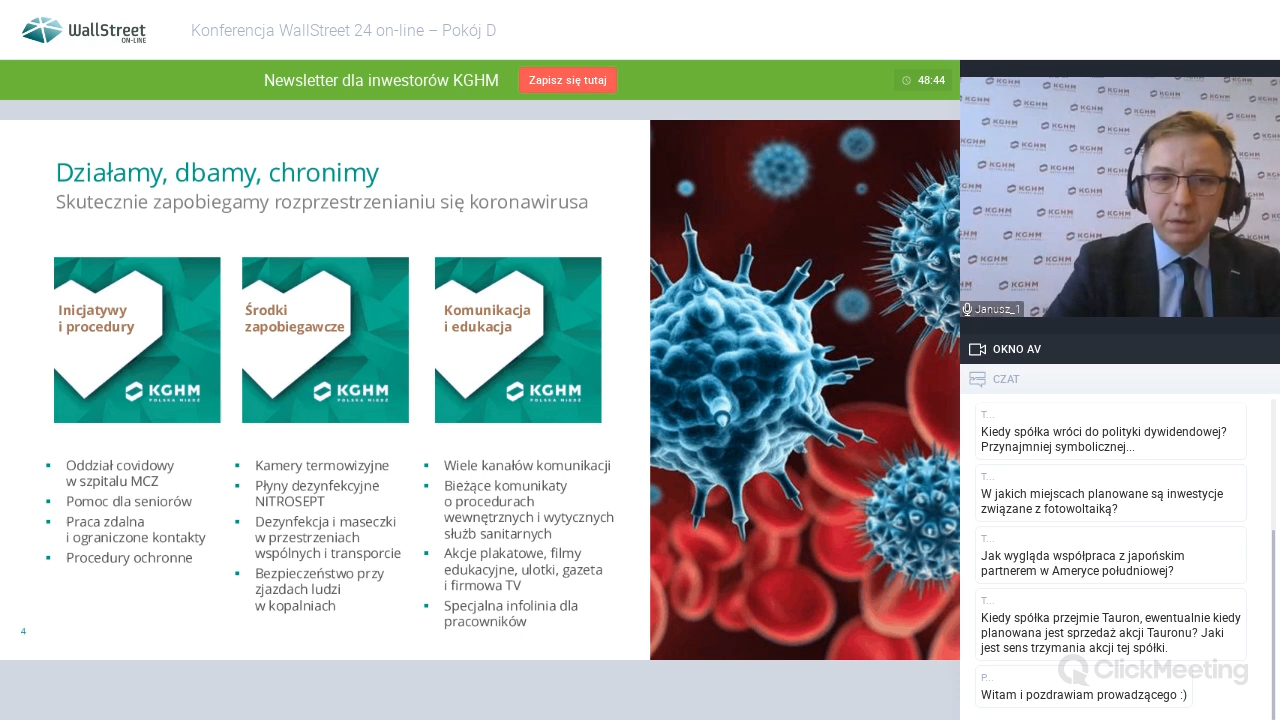 WallStreet
ON-LINE
Konferencja WallStreet 24 on-line – Pokój D
Newsletter dla inwestorów KGHM
Zapisz się tutaj
48:44
Działamy, dbamy, chronimy
Skutecznie zapobiegamy rozprzestrzenianiu się koronawirusa
Inicjatywy
i procedury
KGHM
POLSKA MIEDŹ
Środki
zapobiegawcze
KGHM
POLSKA MIEDŹ
Komunikacja
i edukacja
KGHM
POLSKA MIEDŹ
Oddział covidowy
w szpitalu MCZ
Pomoc dla seniorów
Praca zdalna
i ograniczone kontakty
Procedury ochronne
Kamery termowizyjne
Płyny dezynfekcyjne
NITROSEPT
Dezynfekcja i maseczki
w przestrzeniach
wspólnych i transporcie
Bezpieczeństwo przy
zjazdach ludzi
w kopalniach
Wiele kanałów komunikacji
Bieżące komunikaty
o procedurach
wewnętrznych i wytycznych
służb sanitarnych
Akcje plakatowe, filmy
edukacyjne, ulotki, gazeta
i firmowa TV
Specjalna infolinia dla
pracowników
4
KGHM
Janusz_1
OKNO AV
CZAT
T...
Kiedy spółka wróci do polityki dywidendowej?
Przynajmniej symbolicznej...
T...
W jakich miejscach planowane są inwestycje
związane z fotowoltaiką?
T...
Jak wygląda współpraca z japońskim
partnerem w Ameryce południowej?
T...
Kiedy spółka przejmie Tauron, ewentualnie kiedy
planowana jest sprzedaż akcji Tauronu? Jaki
jest sens trzymania akcji tej spółki.
P...
Witam i pozdrawiam prowadzącego :)
ClickMeeting